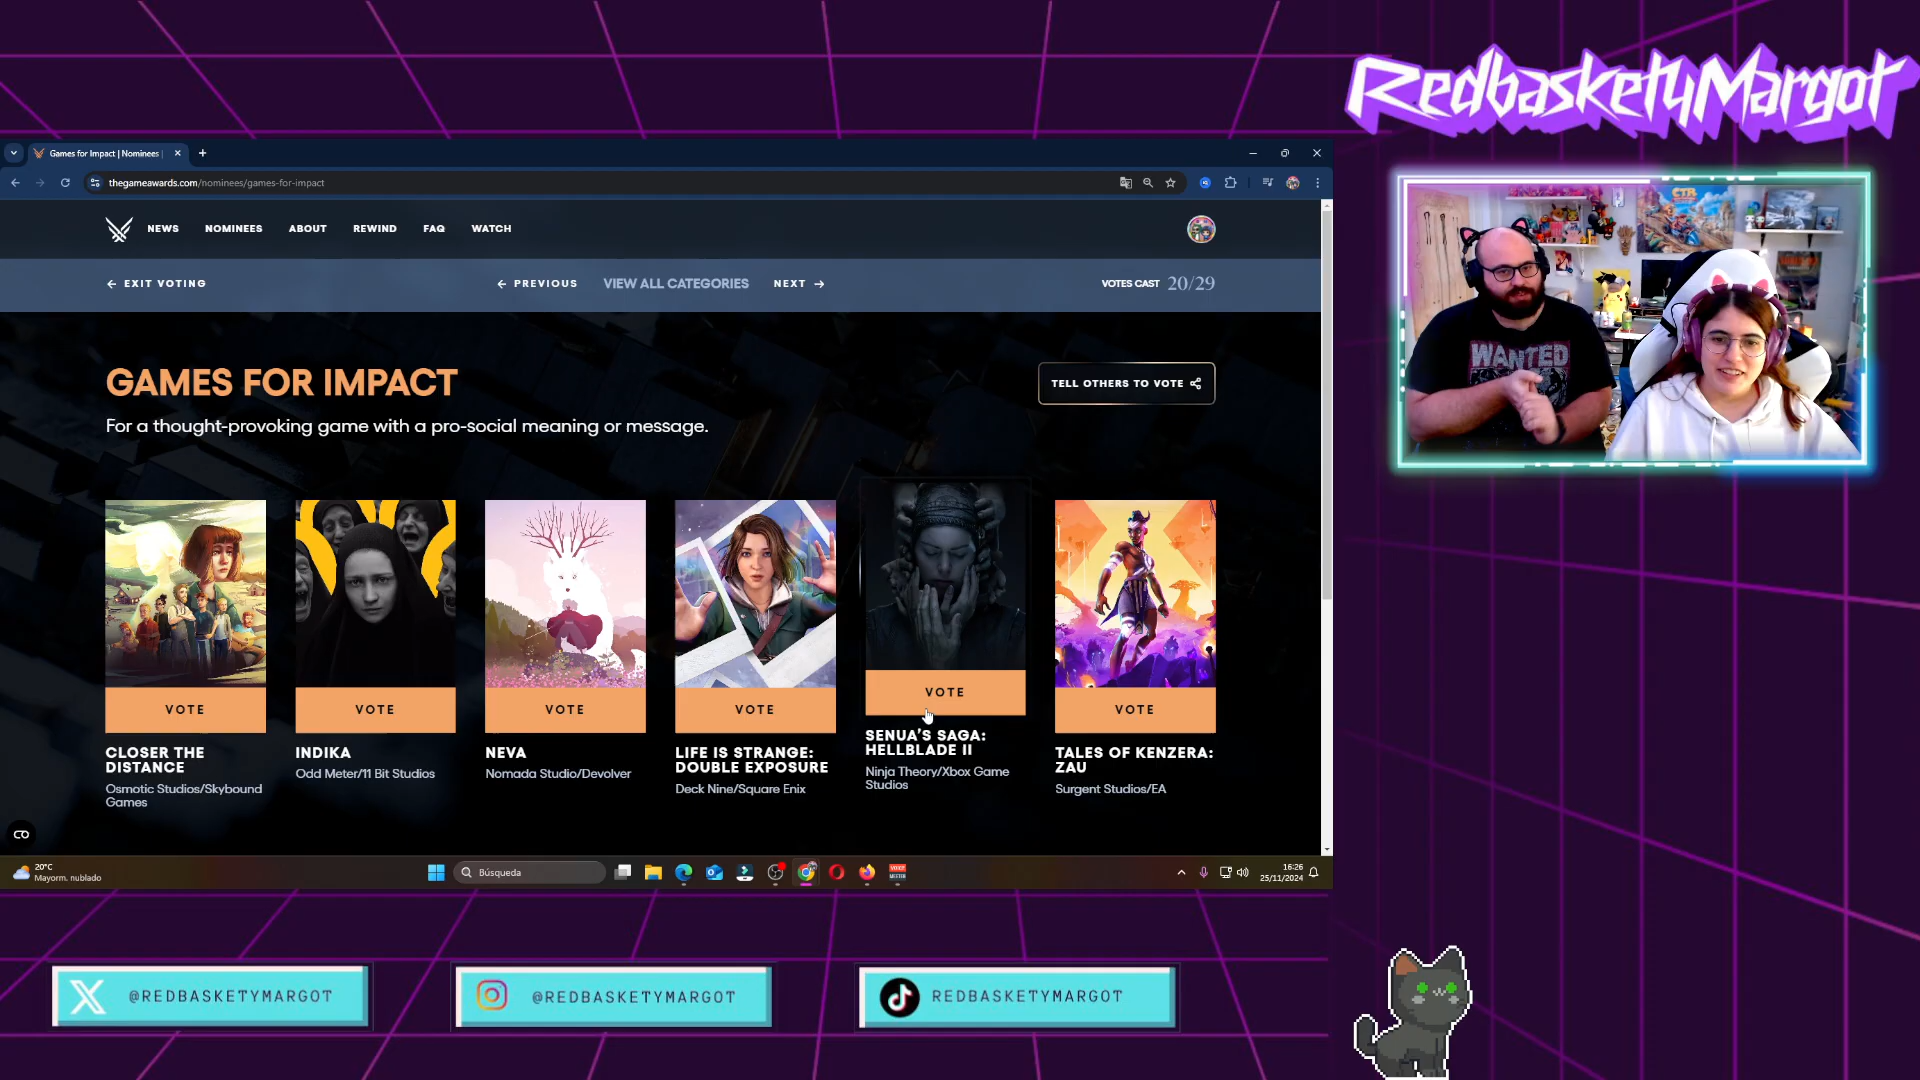 RedbasketyMargot
Games for Impact | Nominees |
thegameawards.com/nominees/games-for-impact
NEWS
NOMINEES
ABOUT
REWIND
FAQ
WATCH
EXIT VOTING
PREVIOUS
VIEW ALL CATEGORIES
NEXT
VOTES CAST 20/29
GAMES FOR IMPACT
TELL OTHERS TO VOTE
For a thought-provoking game with a pro-social meaning or message.
CTR
WANTED
VOTE
CLOSER THE
DISTANCE
Osmotic Studios/Skybound
Games
VOTE
INDIKA
Odd Meter/11 Bit Studios
VOTE
NEVA
Nomada Studio/Devolver
VOTE
LIFE IS STRANGE:
DOUBLE EXPOSURE
Deck Nine/Square Enix
VOTE
SENUA'S SAGA:
HELLBLADE II
Ninja Theory/Xbox Game
Studios
VOTE
TALES OF KENZERA:
ZAU
Surgent Studios/EA
20°C
Mayorm. nublado
Búsqueda
16:26
25/11/2024
@REDBASKETYMARGOT
@REDBASKETYMARGOT
REDBASKETYMARGOT